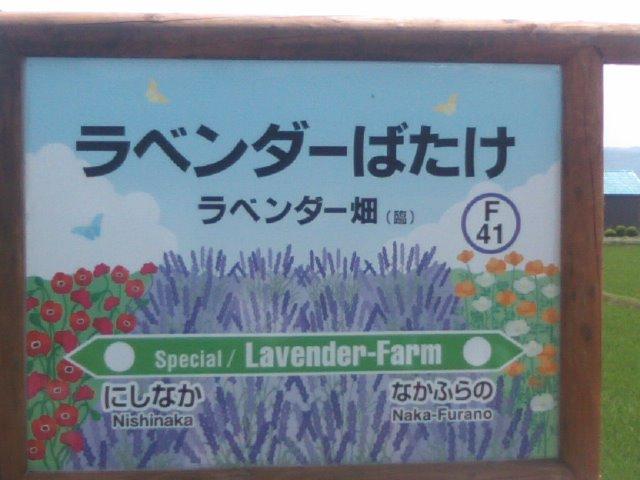 ラベンダーばたけ
ラベンダー畑(臨)
F
41
Special / Lavender-Farm
にしなか なかふらの
Nishinaka Naka-Furano